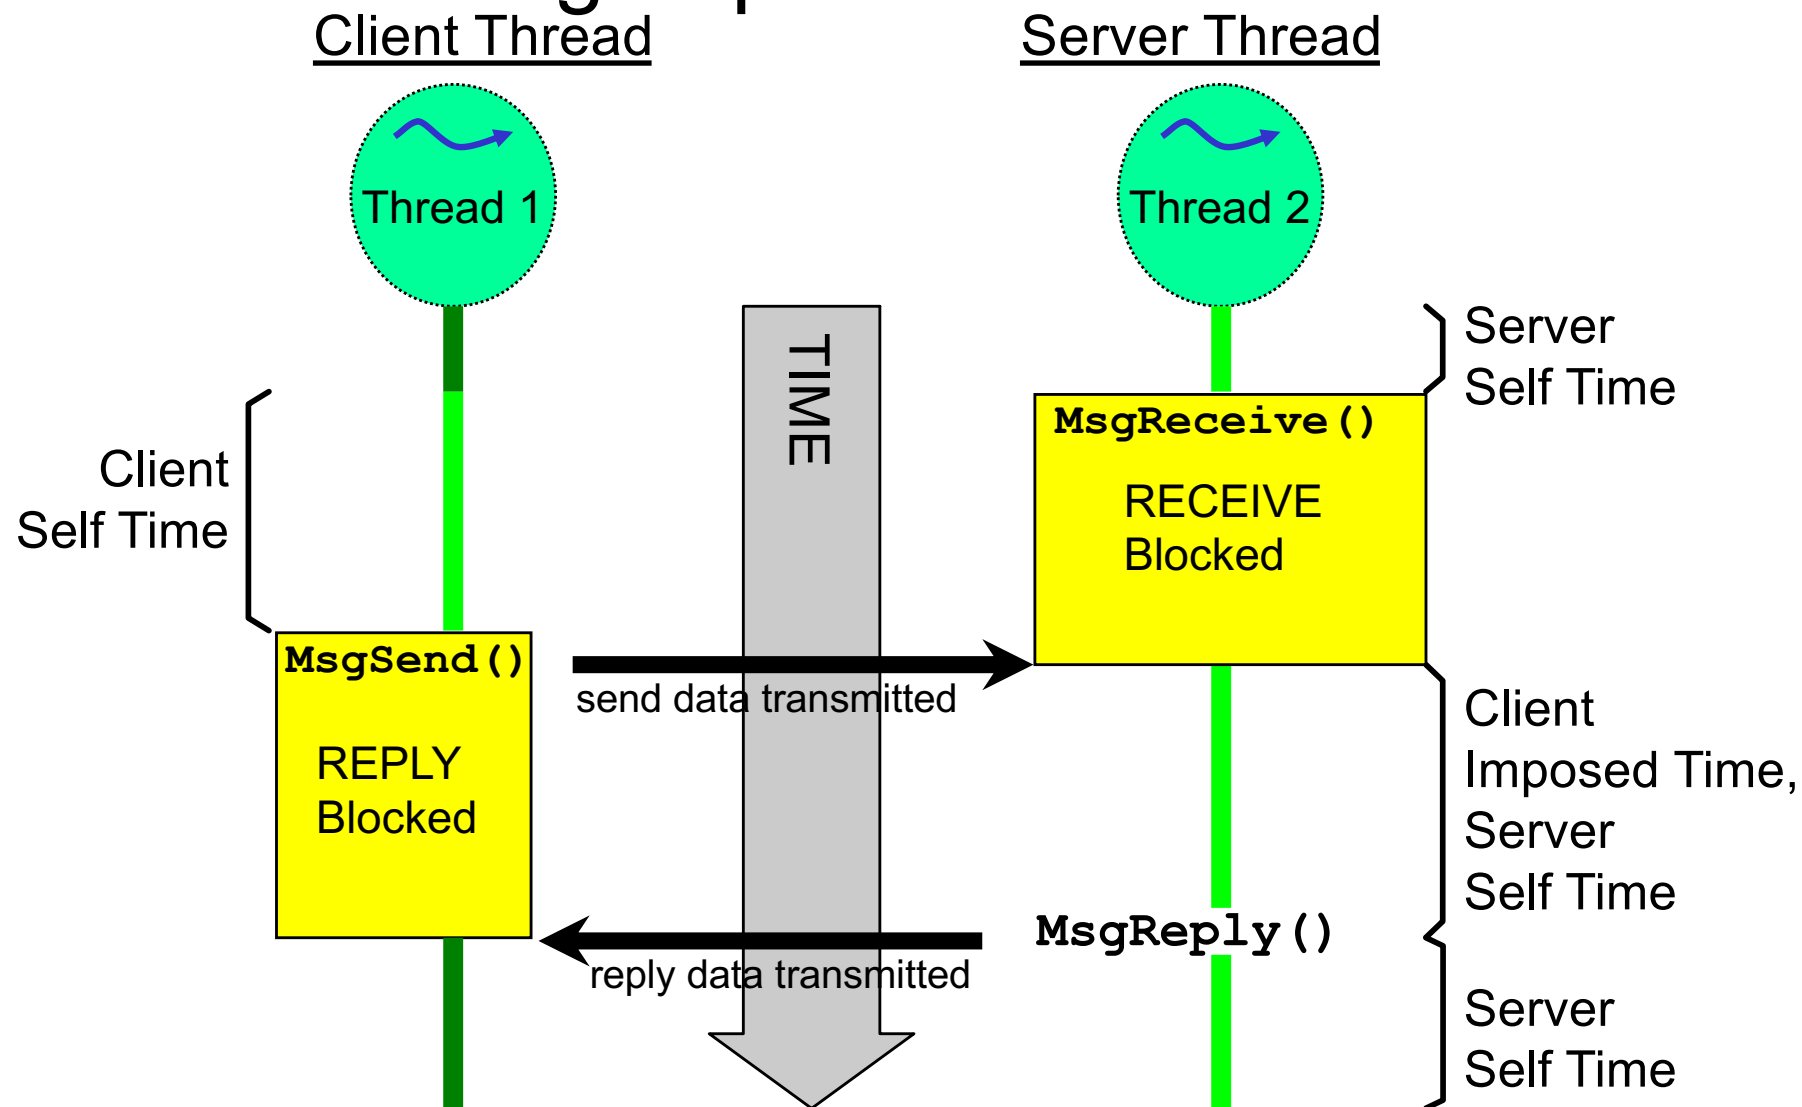 Client Thread
Server Thread
Thread 1
Thread 2
TIME
Server
Self Time
Client
Self Time
MsgReceive()
RECEIVE
Blocked
MsgSend()
REPLY
Blocked
send data transmitted
Client
Imposed Time,
Server
Self Time
MsgReply()
reply data transmitted
Server
Self Time